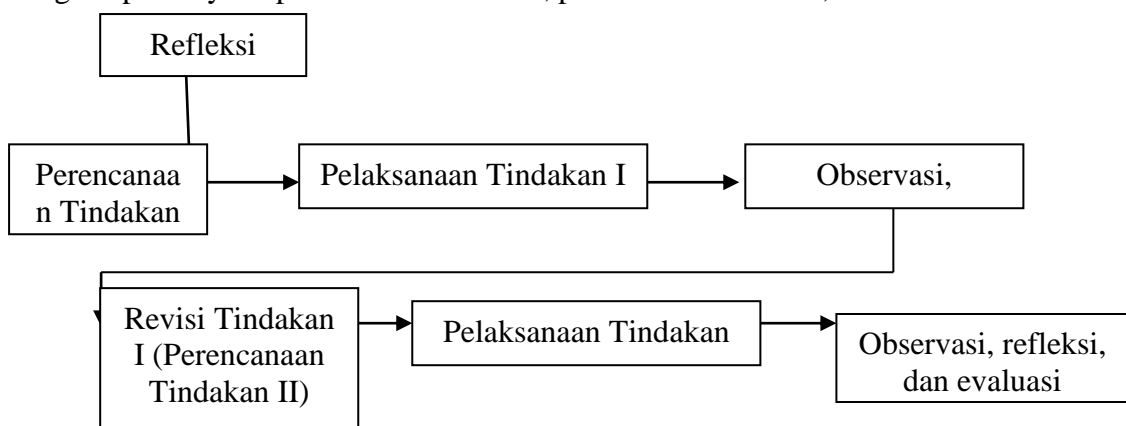 Refleksi
Perencanaa
n Tindakan
Pelaksanaan Tindakan I
Observasi,
Revisi Tindakan
I (Perencanaan
Tindakan II)
Pelaksanaan Tindakan
Observasi, refleksi,
dan evaluasi